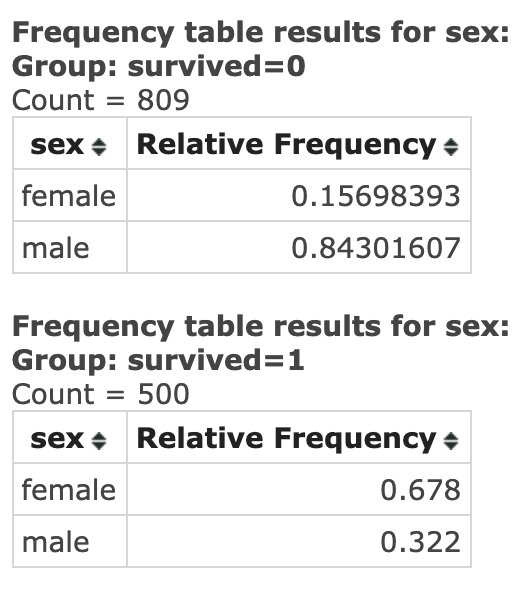 Frequency table results for sex:
Group: survived=0
Count = 809
sex Relative Frequency
female 0.15698393
male 0.84301607
Frequency table results for sex:
Group: survived=1
Count = 500
sex Relative Frequency
female 0.678
male 0.322